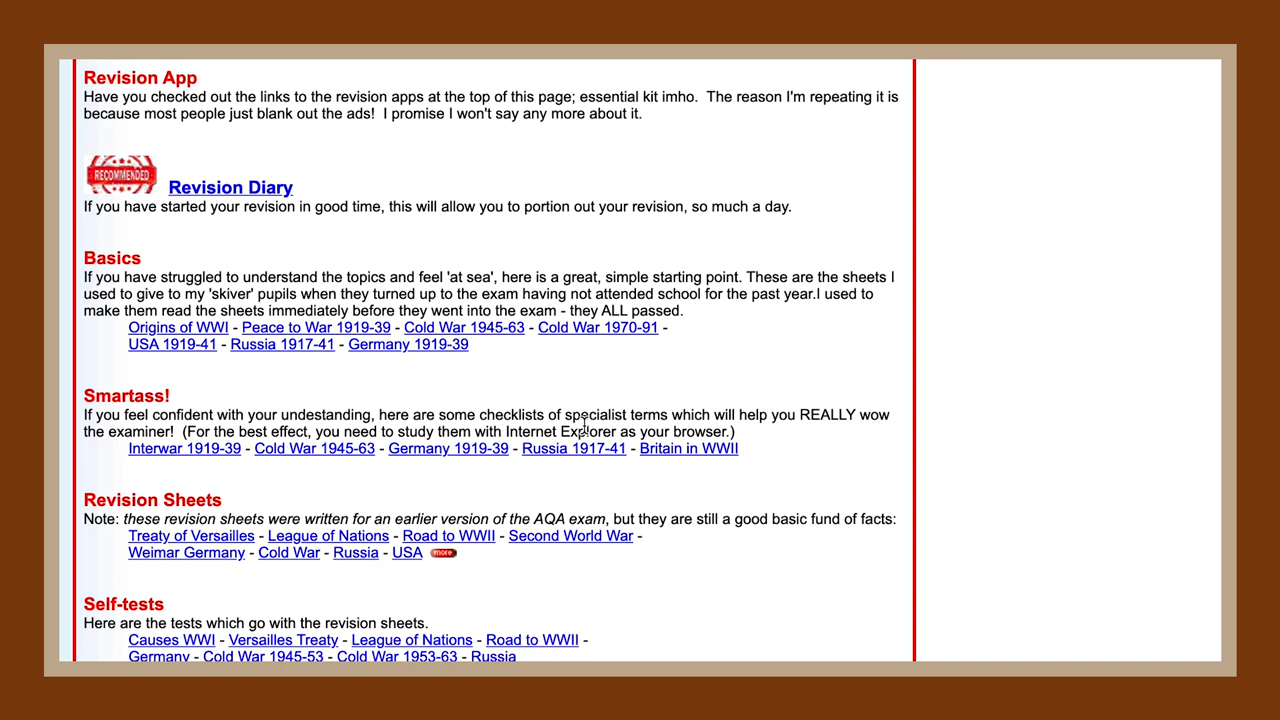 Revision App
Have you checked out the links to the revision apps at the top of this page; essential kit imho.  The reason I'm repeating it is
because most people just blank out the ads!  I promise I won't say any more about it.
RECOMMENDED
Revision Diary
If you have started your revision in good time, this will allow you to portion out your revision, so much a day.
Basics
If you have struggled to understand the topics and feel 'at sea', here is a great, simple starting point. These are the sheets I
used to give to my 'skiver' pupils when they turned up to the exam having not attended school for the past year.I used to
make them read the sheets immediately before they went into the exam - they ALL passed.
Origins of WWI - Peace to War 1919-39 - Cold War 1945-63 - Cold War 1970-91 -
USA 1919-41 - Russia 1917-41 - Germany 1919-39
Smartass!
If you feel confident with your undestanding, here are some checklists of specialist terms which will help you REALLY wow
the examiner!  (For the best effect, you need to study them with Internet Explorer as your browser.)
Interwar 1919-39 - Cold War 1945-63 - Germany 1919-39 - Russia 1917-41 - Britain in WWII
Revision Sheets
Note: these revision sheets were written for an earlier version of the AQA exam, but they are still a good basic fund of facts:
Treaty of Versailles - League of Nations - Road to WWII - Second World War -
Weimar Germany - Cold War - Russia - USA more
Self-tests
Here are the tests which go with the revision sheets.
Causes WWI - Versailles Treaty - League of Nations - Road to WWII -
Germany - Cold War 1945-53 - Cold War 1953-63 - Russia